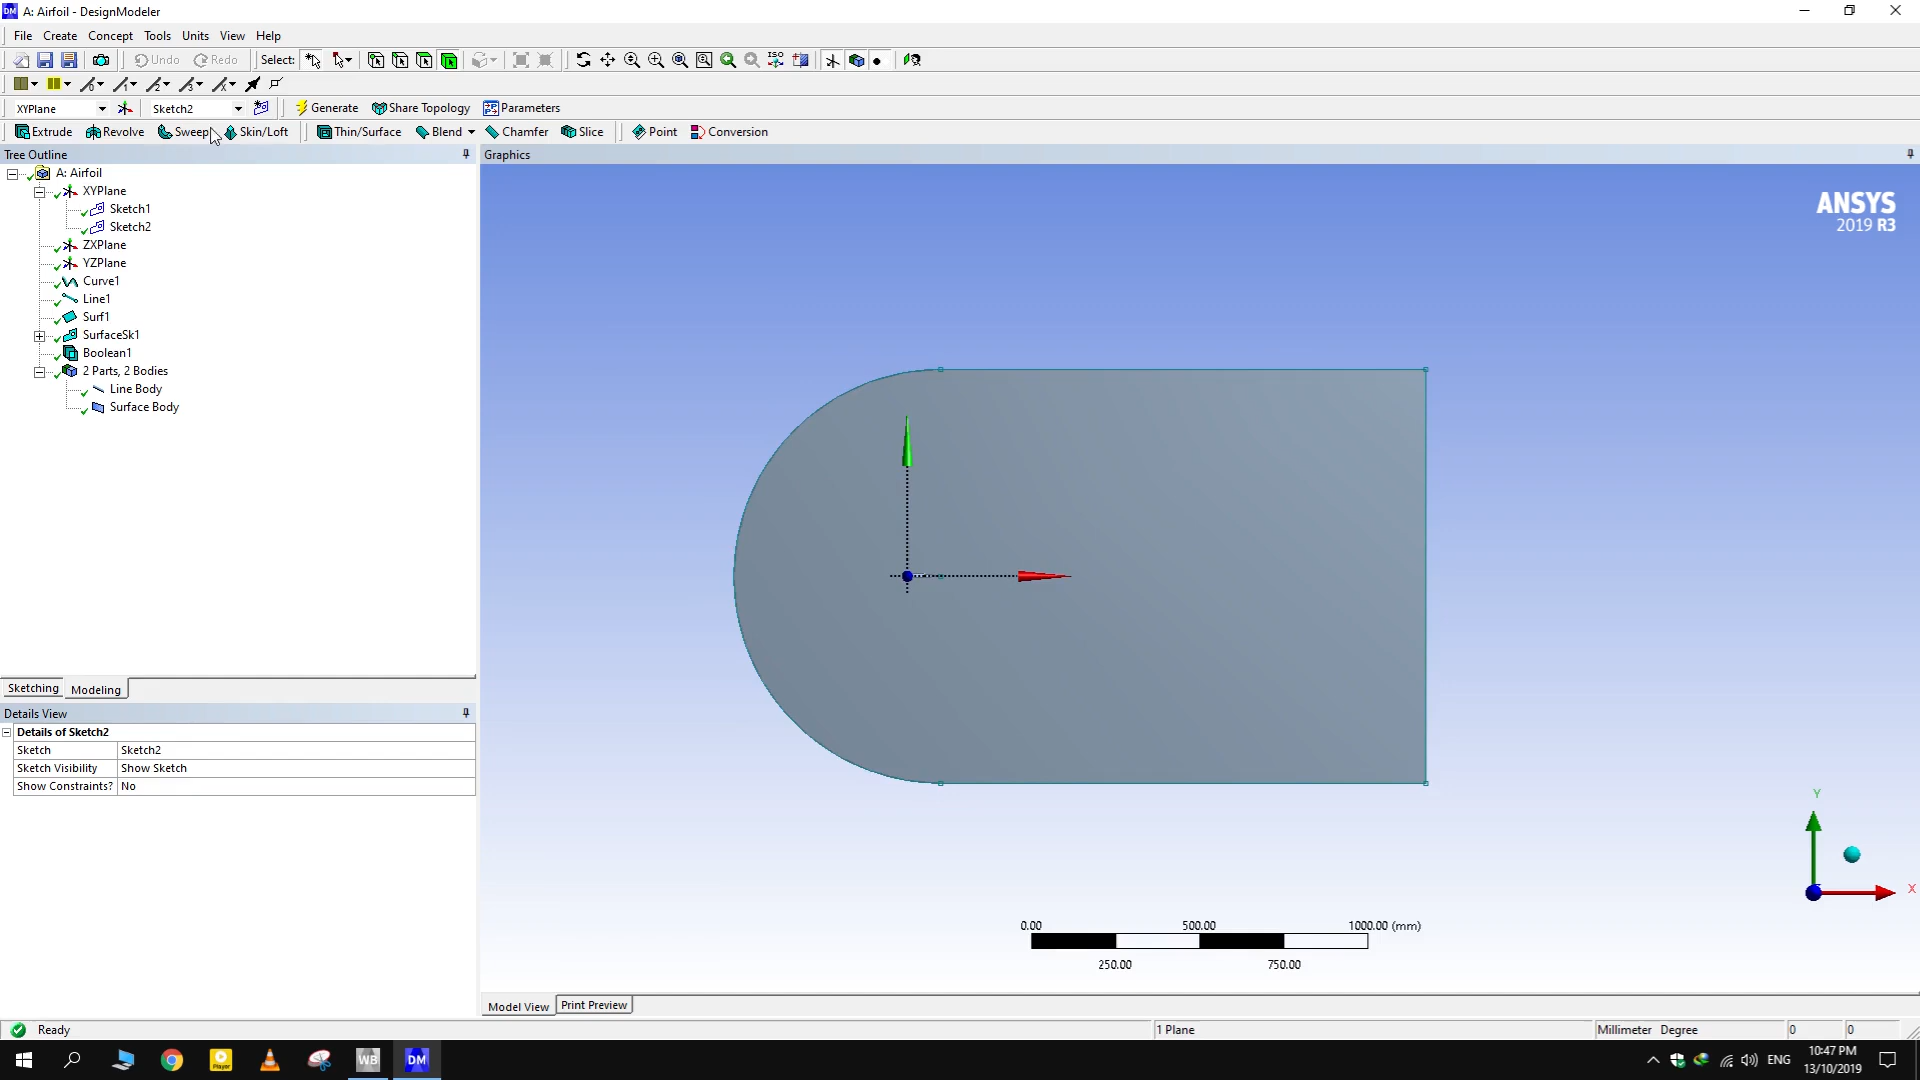 A: Airfoil - DesignModeler
File Create Concept Tools Units View Help
Undo Redo Select: ISO
XYPlane Sketch2 Generate Share Topology Parameters
Extrude Revolve Sweep Skin/Loft Thin/Surface Blend Chamfer Slice Point Conversion
Tree Outline
A: Airfoil
XYPlane
Sketch1
Sketch2
ZXPlane
YZPlane
Curve1
Line1
Surf1
SurfaceSk1
Boolean1
2 Parts, 2 Bodies
Line Body
Surface Body
Sketching Modeling
Details View
Details of Sketch2
Sketch Sketch2
Sketch Visibility Show Sketch
Show Constraints? No
Graphics
ANSYS
2019 R3
Y
X
0.00 500.00 1000.00 (mm)
250.00 750.00
Model View Print Preview
Ready 1 Plane Millimeter Degree 0 0
Player WB DM ENG
10:47 PM
13/10/2019